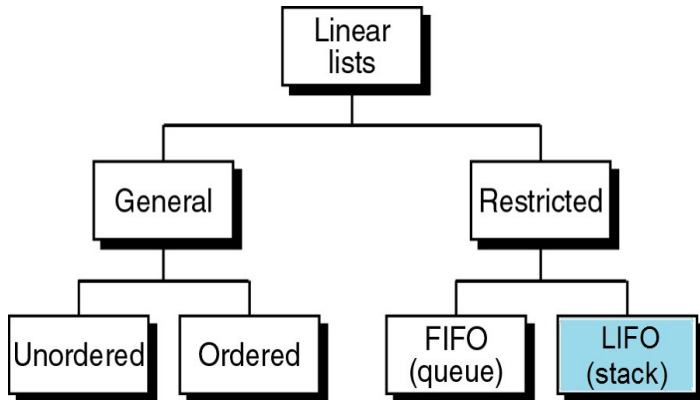 Linear
lists
General
Restricted
Unordered
Ordered
FIFO
(queue)
LIFO
(stack)